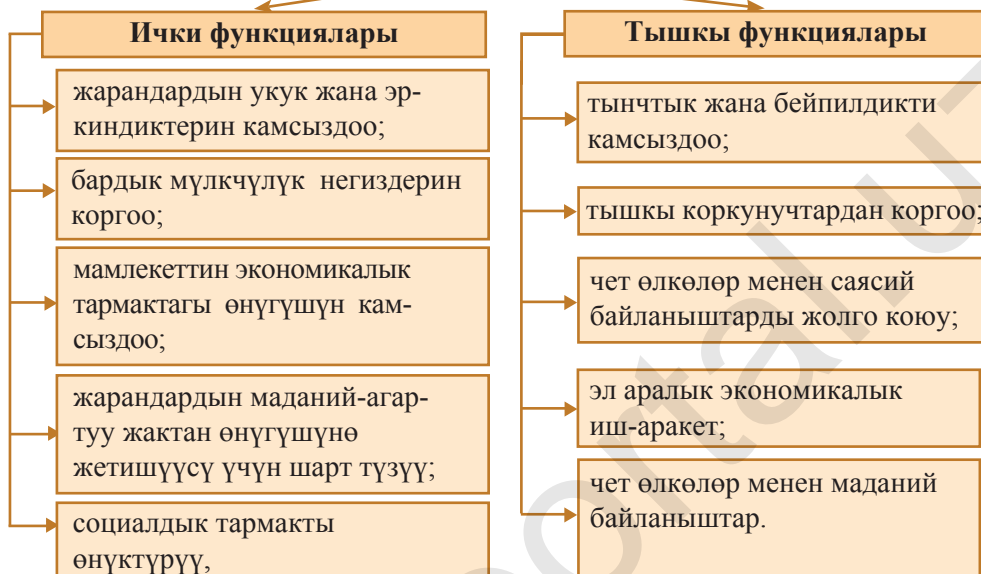 Ички функциялары
жарандардын укук жана эр-
киндиктерин камсыздоо;
бардык мүлкчүлүк негиздерин
коргоо;
мамлекеттин экономикалык
тармактагы өнүгүшүн кам-
сыздоо;
жарандардын маданий-агар-
туу жактан өнүгүшүнө
жетишүүсү үчүн шарт түзүү;
социалдык тармакты
өнүктүрүү,
Тышкы функциялары
тынчтык жана бейпилдикти
камсыздоо;
тышкы коркунучтардан коргоо;
чет өлкөлөр менен саясий
байланыштарды жолго коюу;
эл аралык экономикалык
иш-аракет;
чет өлкөлөр менен маданий
байланыштар.